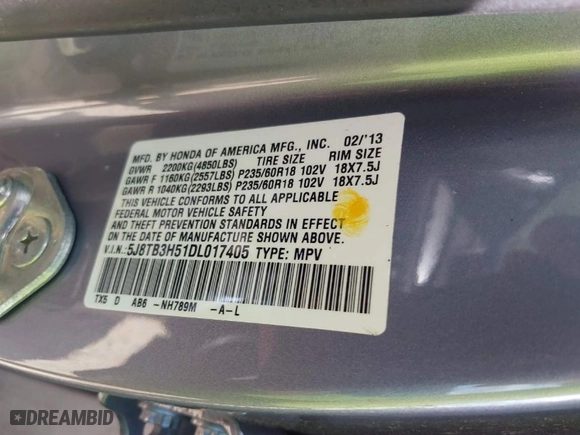 MFD. BY HONDA OF AMERICA MFG., INC. 02/'13
GVWR 2200KG(4850LBS) TIRE SIZE RIM SIZE
GAWR F 1160KG(2557LBS) P235/60R18 102V 18X7.5J
GAWR R 1040KG(2293LBS) P235/60R18 102V 18X7.5J
THIS VEHICLE CONFORMS TO ALL APPLICABLE
FEDERAL MOTOR VEHICLE SAFETY
AND THEFT PREVENTION STANDARDS IN EFFECT
ON THE DATE OF MANUFACTURE SHOWN ABOVE.
V.I.N.:5J8TB3H51DL017405 TYPE: MPV
TX5 D AB6 -NH789M -A-L
DREAMBID